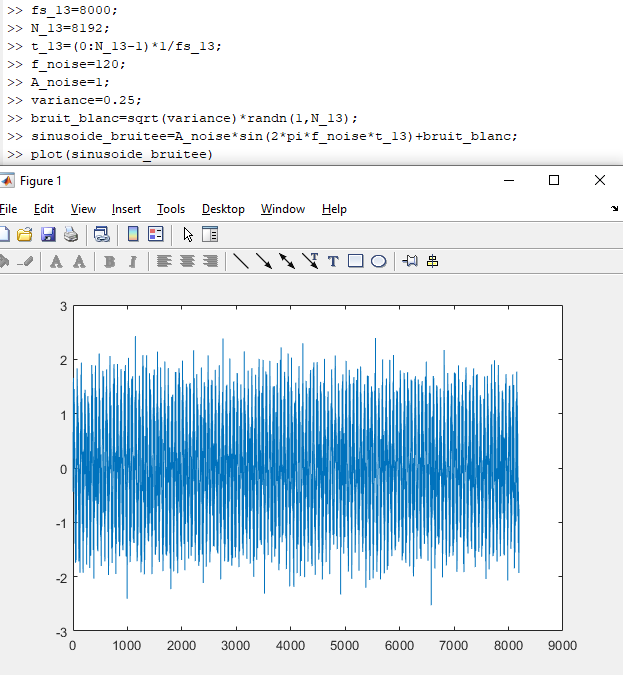 >> fs_13=8000;
>> N_13=8192;
>> t_13=(0:N_13-1)*1/fs_13;
>> f_noise=120;
>> A_noise=1;
>> variance=0.25;
>> bruit_blanc=sqrt(variance)*randn(1,N_13);
>> sinusoide_bruitee=A_noise*sin(2*pi*f_noise*t_13)+bruit_blanc;
>> plot(sinusoide_bruitee)
Figure 1
File Edit View Insert Tools Desktop Window Help
A A B I T T
3
2
1
0
-1
-2
-3
0 1000 2000 3000 4000 5000 6000 7000 8000 9000